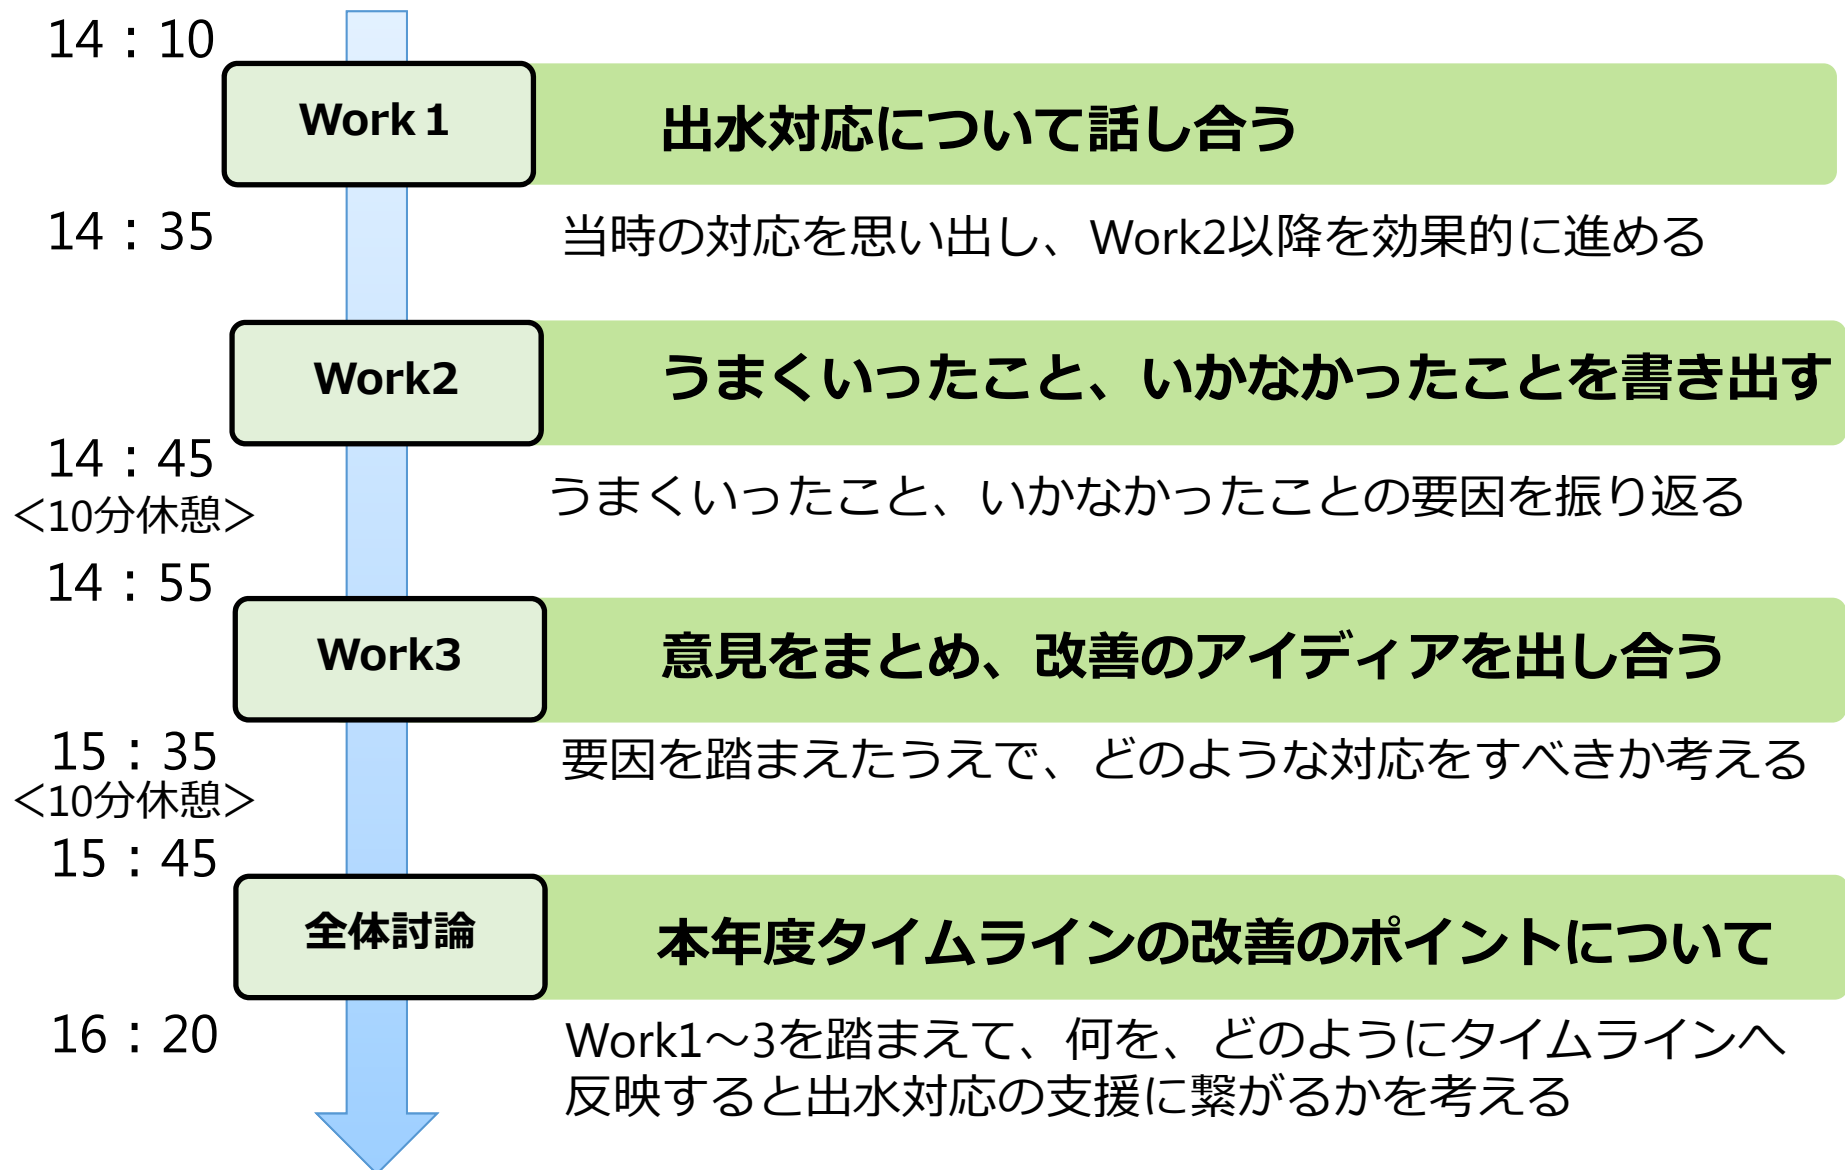 14：10
Work１
出水対応について話し合う
14：35
当時の対応を思い出し、Work2以降を効果的に進める
Work2
うまくいったこと、いかなかったことを書き出す
14：45
＜10分休憩＞
うまくいったこと、いかなかったことの要因を振り返る
14：55
Work3
意見をまとめ、改善のアイディアを出し合う
15：35
＜10分休憩＞
要因を踏まえたうえで、どのような対応をすべきか考える
15：45
全体討論
本年度タイムラインの改善のポイントについて
16：20
Work1～3を踏まえて、何を、どのようにタイムラインへ
反映すると出水対応の支援に繋がるかを考える